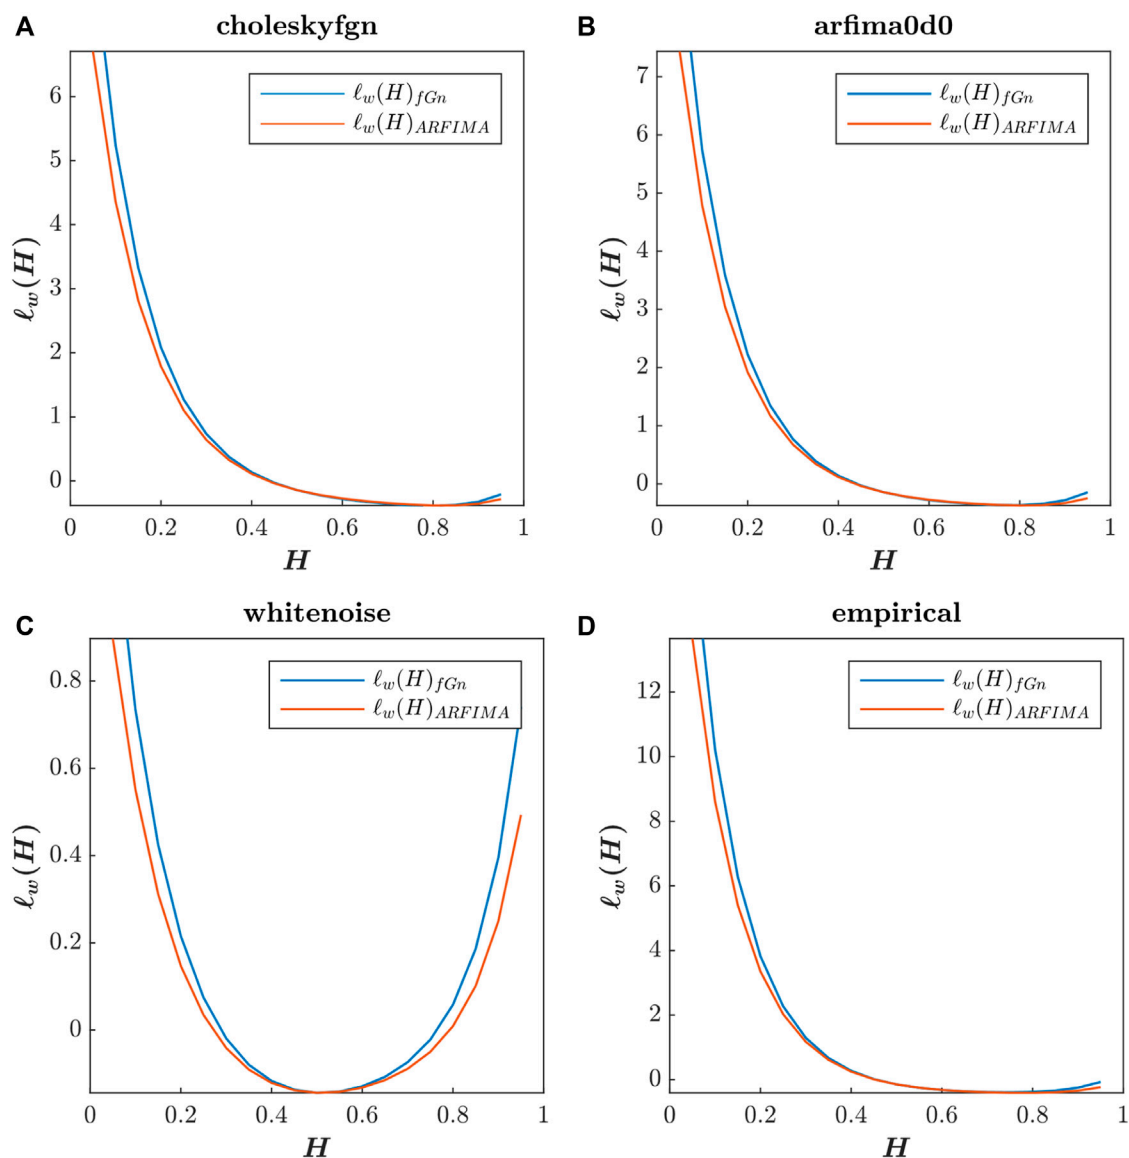 A
choleskyfgn
6
5
4
3
2
1
0
ℓw(H)
ℓw(H)fGn
ℓw(H)ARFIMA
0 0.2 0.4 0.6 0.8 1
H
B
arfima0d0
7
6
5
4
3
2
1
0
ℓw(H)
ℓw(H)fGn
ℓw(H)ARFIMA
0 0.2 0.4 0.6 0.8 1
H
C
whitenoise
0.8
0.6
0.4
0.2
0
ℓw(H)
ℓw(H)fGn
ℓw(H)ARFIMA
0 0.2 0.4 0.6 0.8 1
H
D
empirical
12
10
8
6
4
2
0
ℓw(H)
ℓw(H)fGn
ℓw(H)ARFIMA
0 0.2 0.4 0.6 0.8 1
H